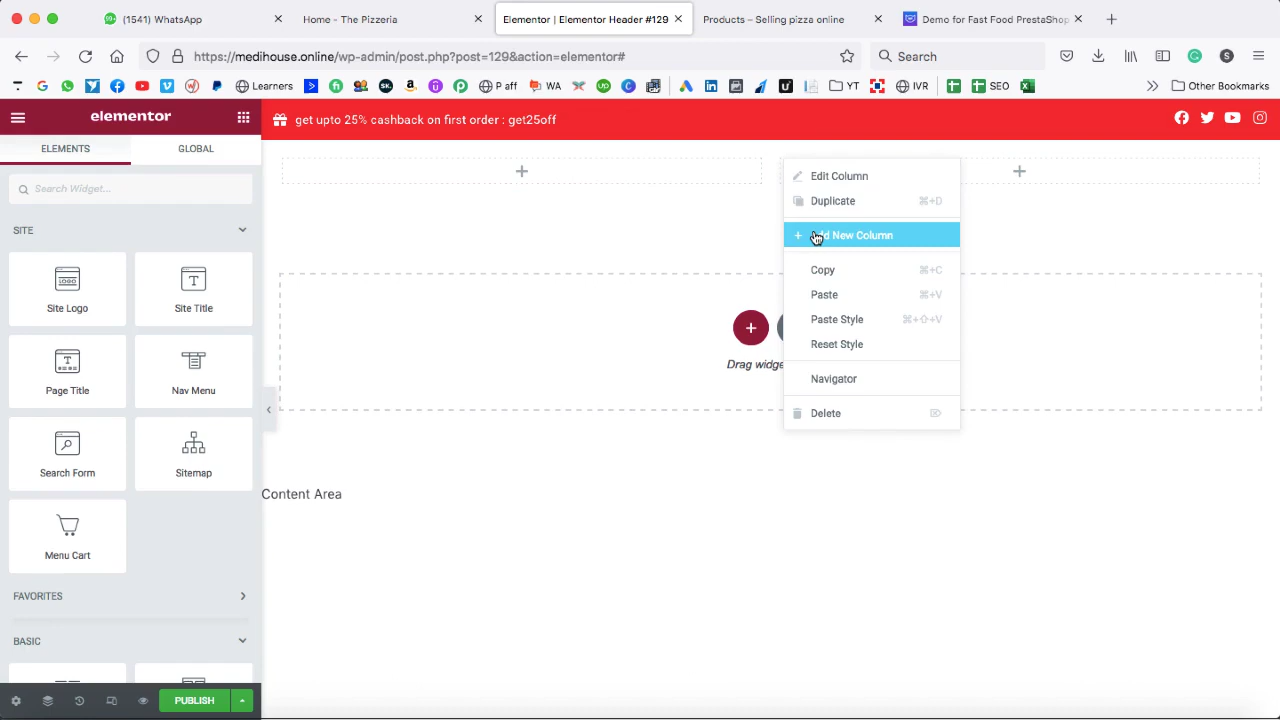 (1541) WhatsApp
Home - The Pizzeria
Elementor | Elementor Header #129
Products – Selling pizza online
Demo for Fast Food PrestaShop
https://medihouse.online/wp-admin/post.php?post=129&action=elementor#
Search
S
Learners
P aff
WA
YT
IVR
SEO
Other Bookmarks
elementor
get upto 25% cashback on first order : get25off
ELEMENTS
GLOBAL
Search Widget...
SITE
Site Logo
Site Title
Page Title
Nav Menu
Search Form
Sitemap
Menu Cart
FAVORITES
BASIC
PUBLISH
Edit Column
Duplicate ⌘+D
Add New Column
Copy ⌘+C
Paste ⌘+V
Paste Style ⌘+⇧+V
Reset Style
Navigator
Delete
Drag widge
Content Area